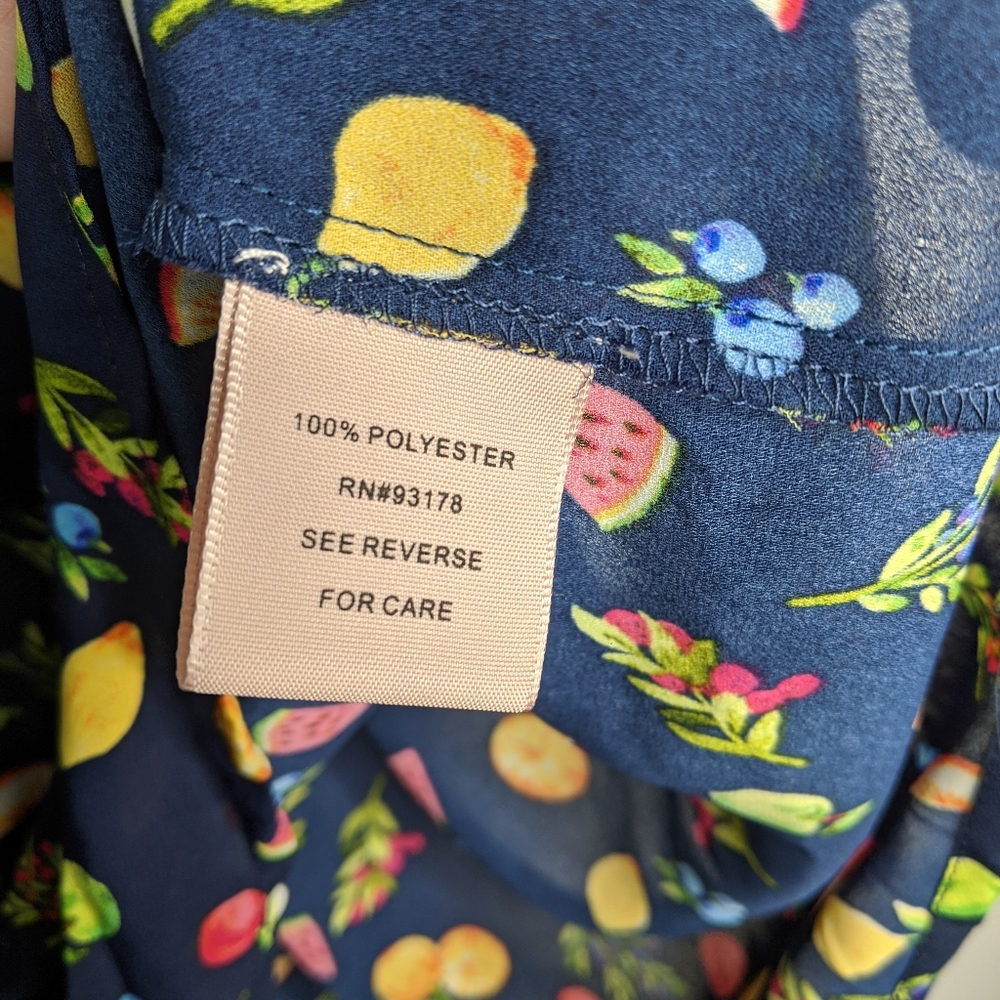 100% POLYESTER
RN#93178
SEE REVERSE
FOR CARE